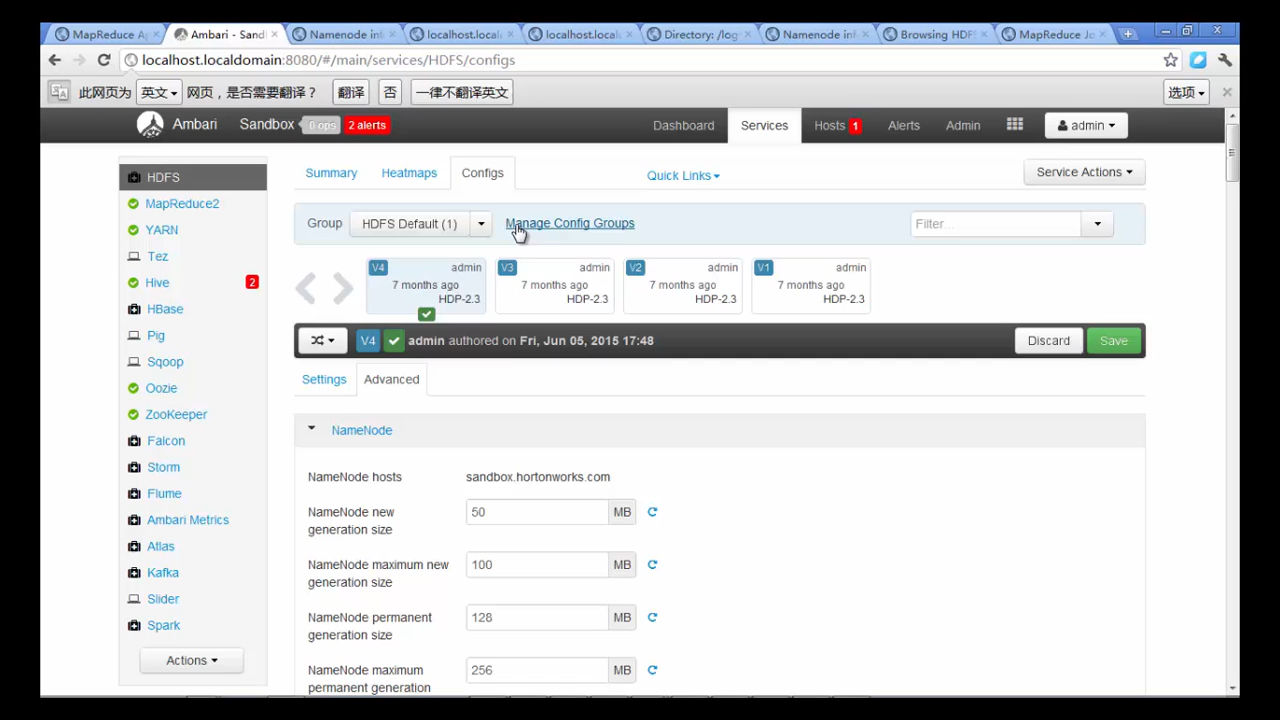 MapReduce Ap
Ambari - Sand
Namenode inf
localhost.local
localhost.local
Directory: /log
Namenode inf
Browsing HDF
MapReduce Jo
localhost.localdomain:8080/#/main/services/HDFS/configs
此网页为 英文 网页，是否需要翻译？ 翻译 否 一律不翻译英文 选项
Ambari Sandbox 0 ops 2 alerts Dashboard Services Hosts 1 Alerts Admin admin
HDFS
MapReduce2
YARN
Tez
Hive 2
HBase
Pig
Sqoop
Oozie
ZooKeeper
Falcon
Storm
Flume
Ambari Metrics
Atlas
Kafka
Slider
Spark
Actions
Summary Heatmaps Configs Quick Links Service Actions
Group HDFS Default (1) Manage Config Groups Filter...
V4 admin
7 months ago
HDP-2.3
V3 admin
7 months ago
HDP-2.3
V2 admin
7 months ago
HDP-2.3
V1 admin
7 months ago
HDP-2.3
V4 admin authored on Fri, Jun 05, 2015 17:48 Discard Save
Settings Advanced
NameNode
NameNode hosts sandbox.hortonworks.com
NameNode new 50 MB
generation size
NameNode maximum new 100 MB
generation size
NameNode permanent 128 MB
generation size
NameNode maximum 256 MB
permanent generation